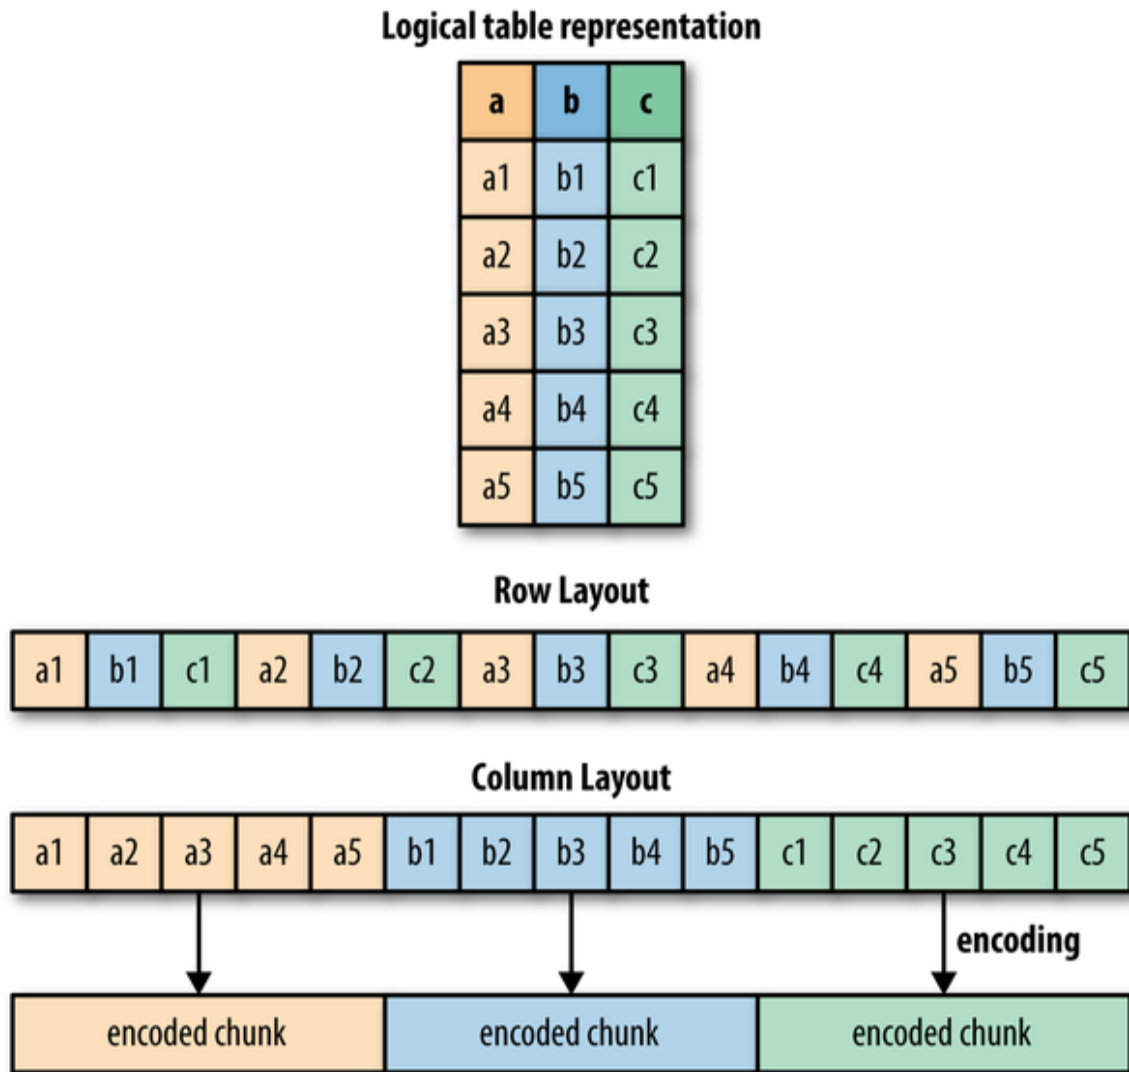 Logical table representation
a b c
a1 b1 c1
a2 b2 c2
a3 b3 c3
a4 b4 c4
a5 b5 c5
Row Layout
a1 b1 c1 a2 b2 c2 a3 b3 c3 a4 b4 c4 a5 b5 c5
Column Layout
a1 a2 a3 a4 a5 b1 b2 b3 b4 b5 c1 c2 c3 c4 c5
encoding
encoded chunk encoded chunk encoded chunk